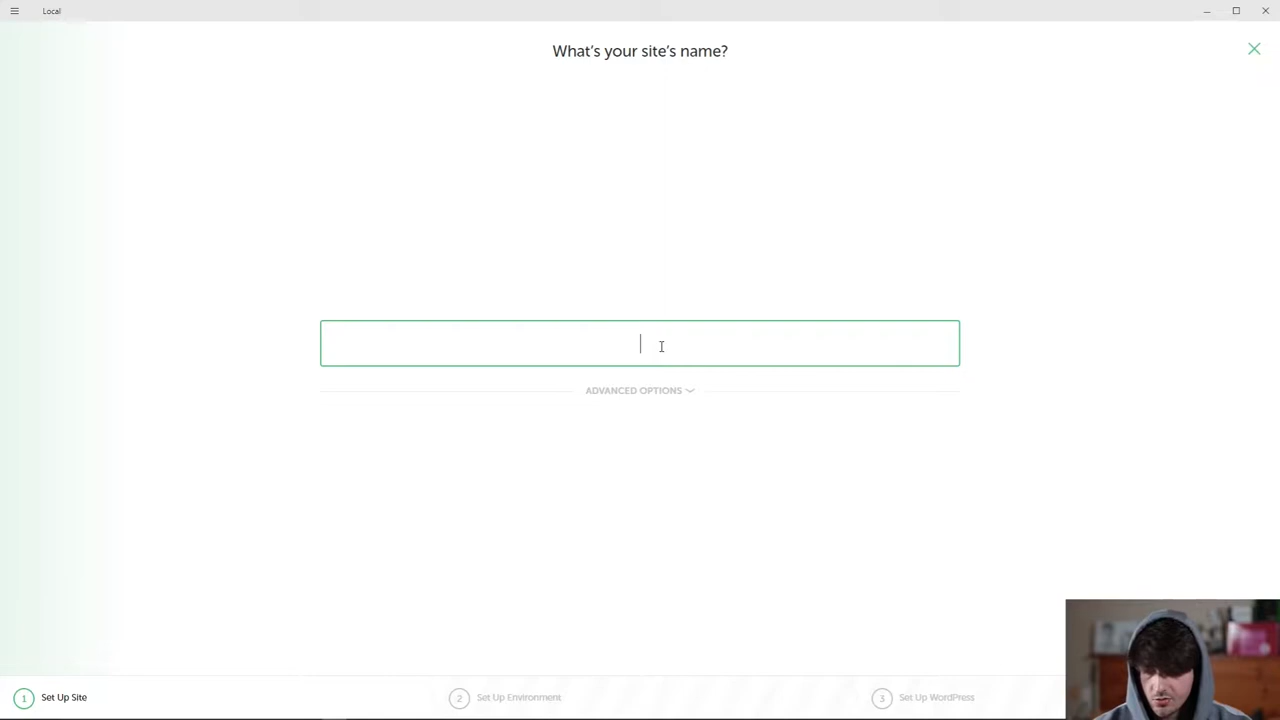 Local
What's your site's name?
ADVANCED OPTIONS
1 Set Up Site
2 Set Up Environment
3 Set Up WordPress